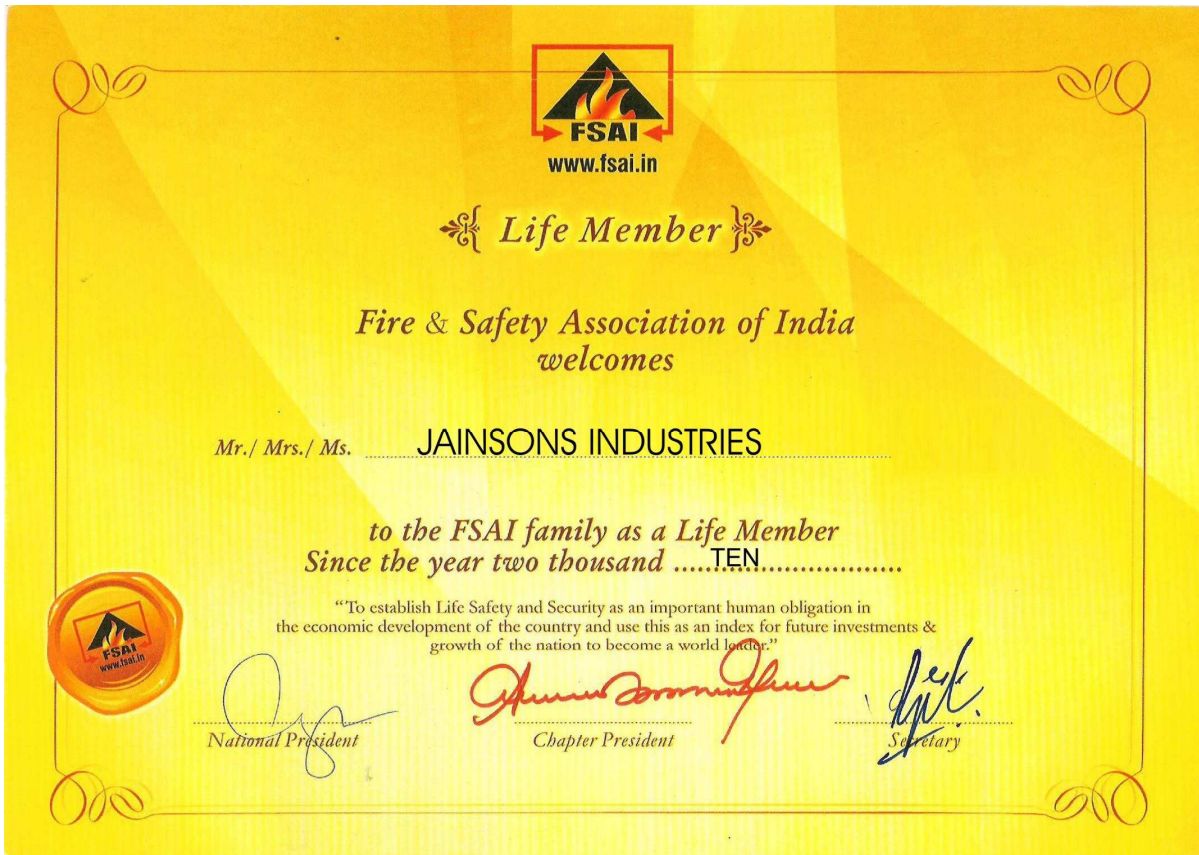 FSAI
www.fsai.in
Life Member
Fire & Safety Association of India
welcomes
Mr./ Mrs./ Ms. JAINSONS INDUSTRIES
to the FSAI family as a Life Member
Since the year two thousand .....TEN..............................
“To establish Life Safety and Security as an important human obligation in
the economic development of the country and use this as an index for future investments &
growth of the nation to become a world leader.”
FSAI
www.fsai.in
National President
Chapter President
Secretary